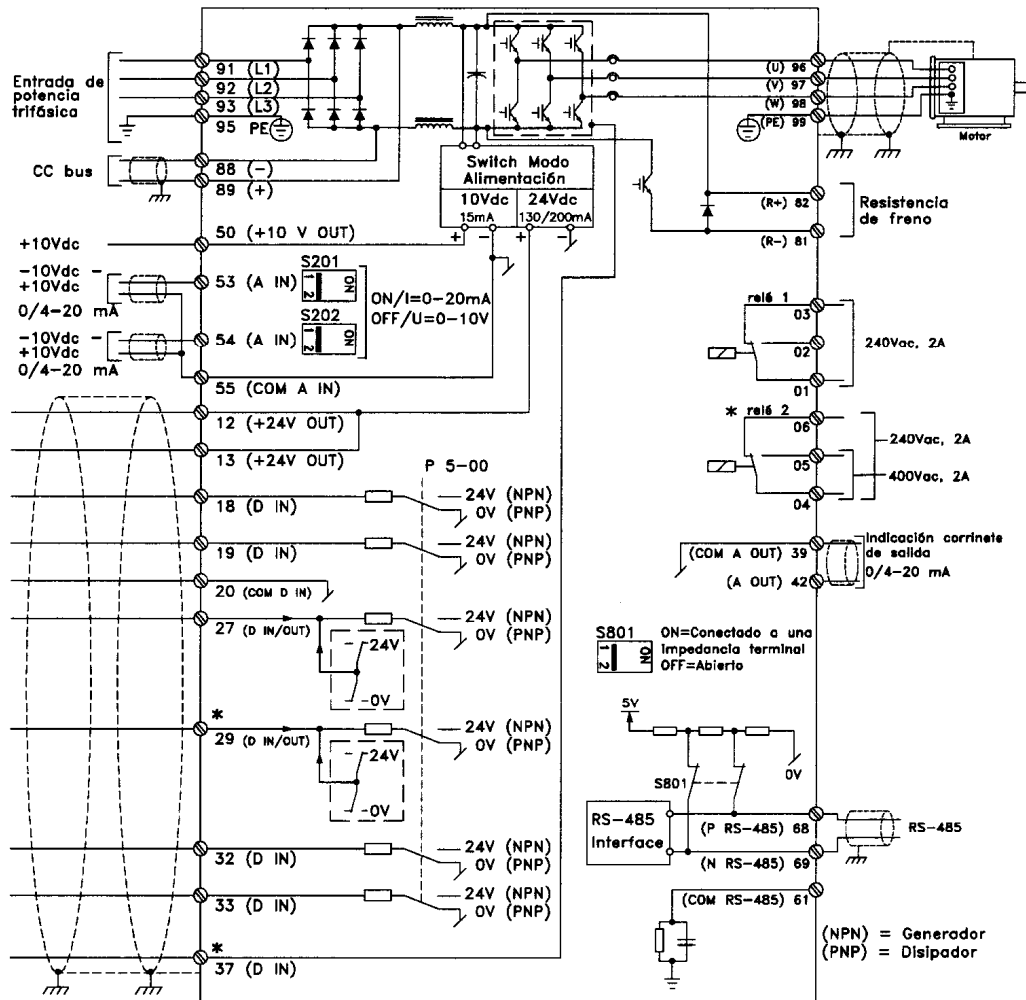 Entrada de
potencia
trifásica
91 (L1)
92 (L2)
93 (L3)
95 PE
CC bus
88 (-)
89 (+)
Switch Modo
Alimentación
10Vdc
15mA
24Vdc
130/200mA
+ - + -
(U) 96
(V) 97
(W) 98
(PE) 99
Motor
(R+) 82
(R-) 81
Resistencia
de freno
+10Vdc
50 (+10 V OUT)
-10Vdc -
+10Vdc
0/4-20 mA
53 (A IN)
S201
1 2
ON
ON/I=0-20mA
OFF/U=0-10V
-10Vdc -
+10Vdc
0/4-20 mA
54 (A IN)
S202
1 2
ON
55 (COM A IN)
12 (+24V OUT)
13 (+24V OUT)
P 5-00
18 (D IN)
24V (NPN)
0V (PNP)
19 (D IN)
24V (NPN)
0V (PNP)
20 (COM D IN)
27 (D IN/OUT)
24V (NPN)
0V (PNP)
24V
0V
*
29 (D IN/OUT)
24V (NPN)
0V (PNP)
24V
0V
32 (D IN)
24V (NPN)
0V (PNP)
33 (D IN)
24V (NPN)
0V (PNP)
*
37 (D IN)
relé 1
03
02
01
240Vac, 2A
* relé 2
06
05
04
240Vac, 2A
400Vac, 2A
(COM A OUT) 39
(A OUT) 42
Indicación corrinete
de salida
0/4-20 mA
S801
1 2
ON
ON=Conectado a una
impedancia terminal
OFF=Abierto
5V
0V
S801
RS-485
Interface
(P RS-485) 68
(N RS-485) 69
RS-485
(COM RS-485) 61
(NPN) = Generador
(PNP) = Disipador